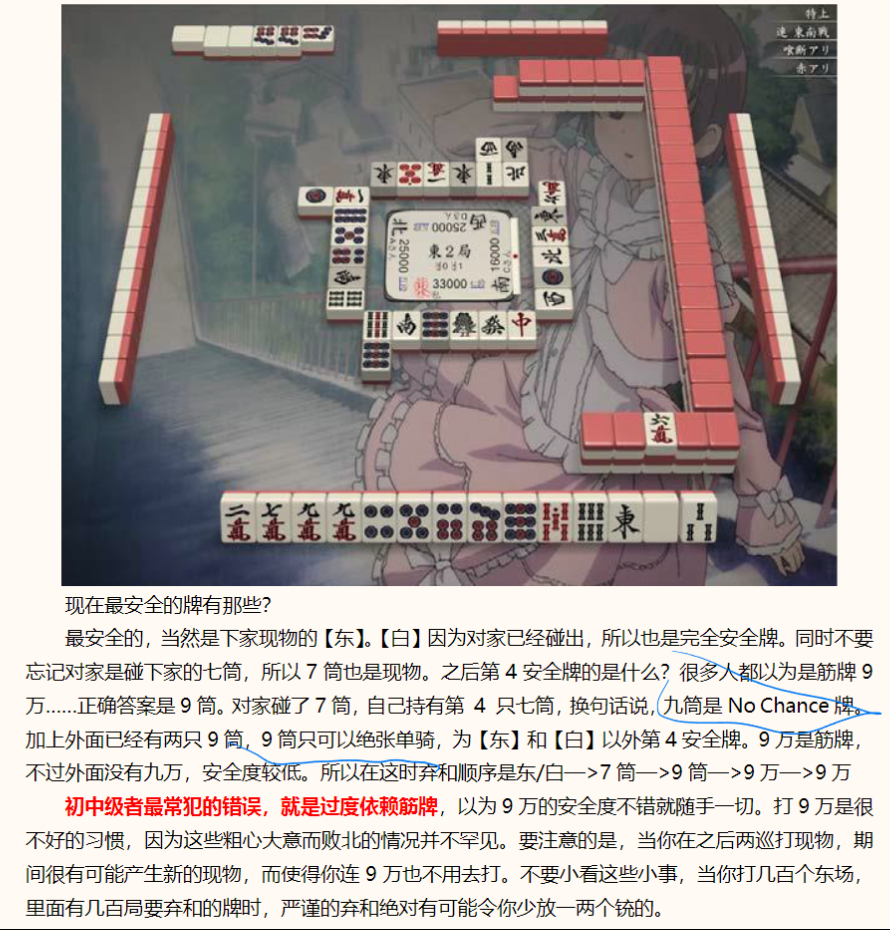 特上
速 東南戦
喰断アリ
赤アリ
東2局
25000
25000
16000
33000
南
西
北
現在最安全的牌有那些?
最安全的，当然是下家现物的【东】。【白】因为对家已经碰出，所以也是完全安全牌。同时不要
忘记对家是碰下家的七筒，所以 7 筒也是现物。之后第 4 安全牌的是什么？很多人都以为是筋牌 9
万……正确答案是 9 筒。对家碰了 7 筒，自己持有第 4 只七筒，换句话说，九筒是 No Chance 牌。
加上外面已经有两只 9 筒，9 筒只可以绝张单骑，为【东】和【白】以外第 4 安全牌。9 万是筋牌，
不过外面没有九万，安全度较低。所以在这时弃和顺序是东/白—>7 筒—>9 筒—>9 万—>9 万
初中级者最常犯的错误，就是过度依赖筋牌，以为 9 万的安全度不错就随手一切。打 9 万是很
不好的习惯，因为这些粗心大意而败北的情况并不罕见。要注意的是，当你在之后两巡打现物，期
间很有可能产生新的现物，而使得你连 9 万也不用去打。不要小看这些小事，当你打几百个东场，
里面有几百局要弃和的牌时，严谨的弃和绝对有可能令你少放一两个铳的。